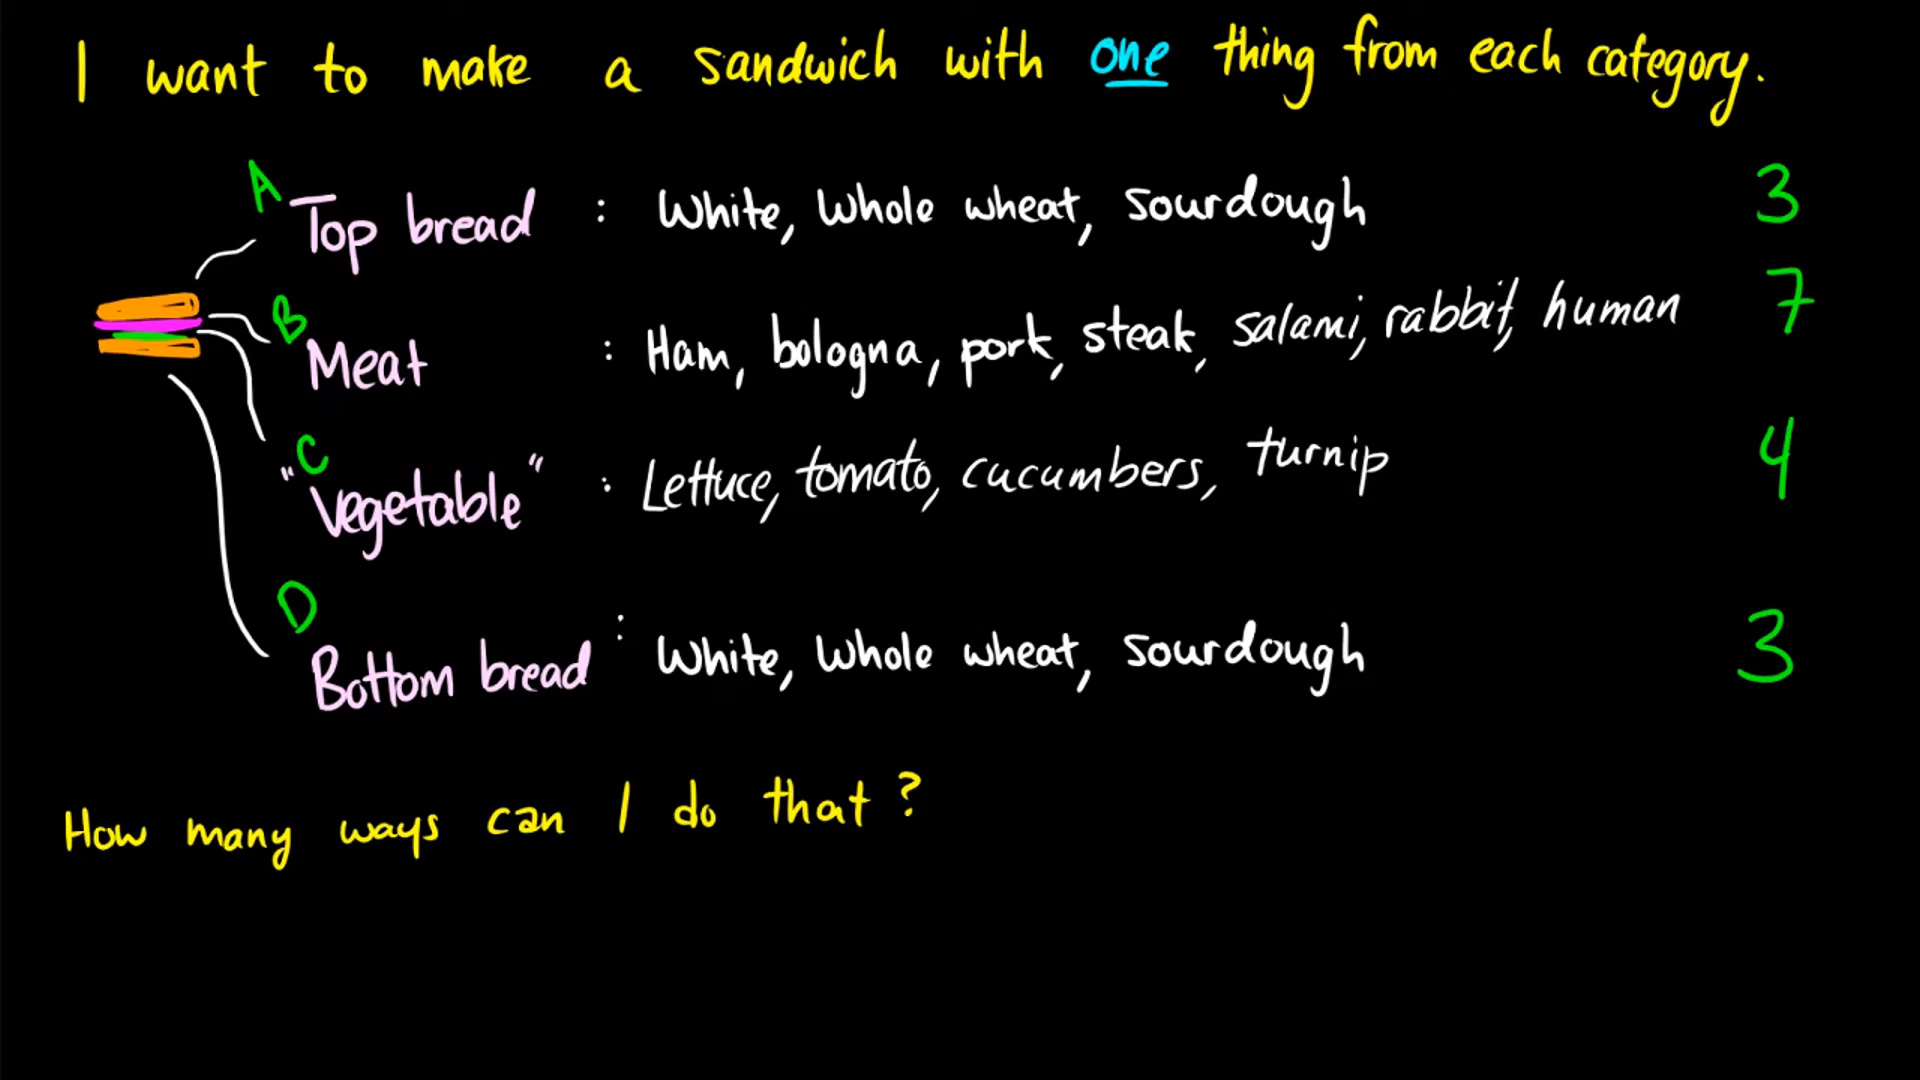 I want to make a sandwich with one thing from each category.
A Top bread : White, Whole wheat, sourdough 3
B Meat : Ham, bologna, pork, steak, salami, rabbit, human 7
C "Vegetable" : Lettuce, tomato, cucumbers, turnip 4
D Bottom bread : White, Whole wheat, sourdough 3
How many ways can I do that?